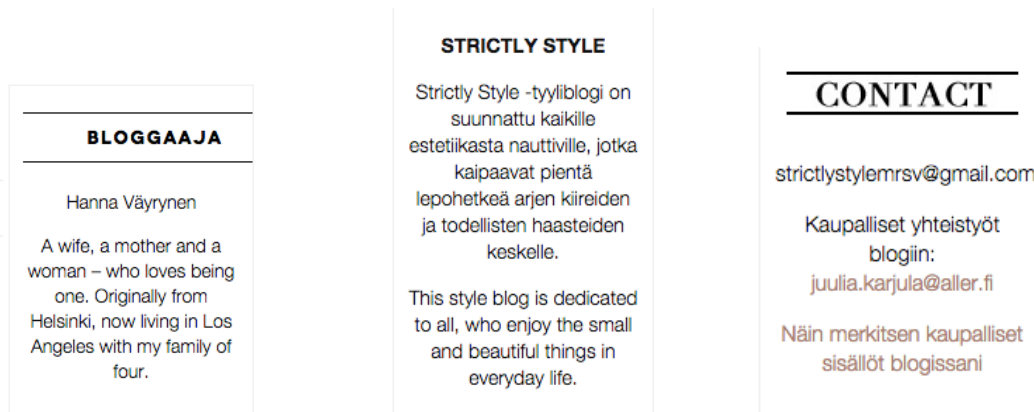 BLOGGAAJA
Hanna Väyrynen
A wife, a mother and a
woman – who loves being
one. Originally from
Helsinki, now living in Los
Angeles with my family of
four.
STRICTLY STYLE
Strictly Style -tyyliblogi on
suunnattu kaikille
estetiikasta nauttiville, jotka
kaipaavat pientä
lepohetkeä arjen kiireiden
ja todellisten haasteiden
keskelle.
This style blog is dedicated
to all, who enjoy the small
and beautiful things in
everyday life.
CONTACT
strictlystylemrsv@gmail.com
Kaupalliset yhteistyöt
blogiin:
juulia.karjula@aller.fi
Näin merkitsen kaupalliset
sisällöt blogissani